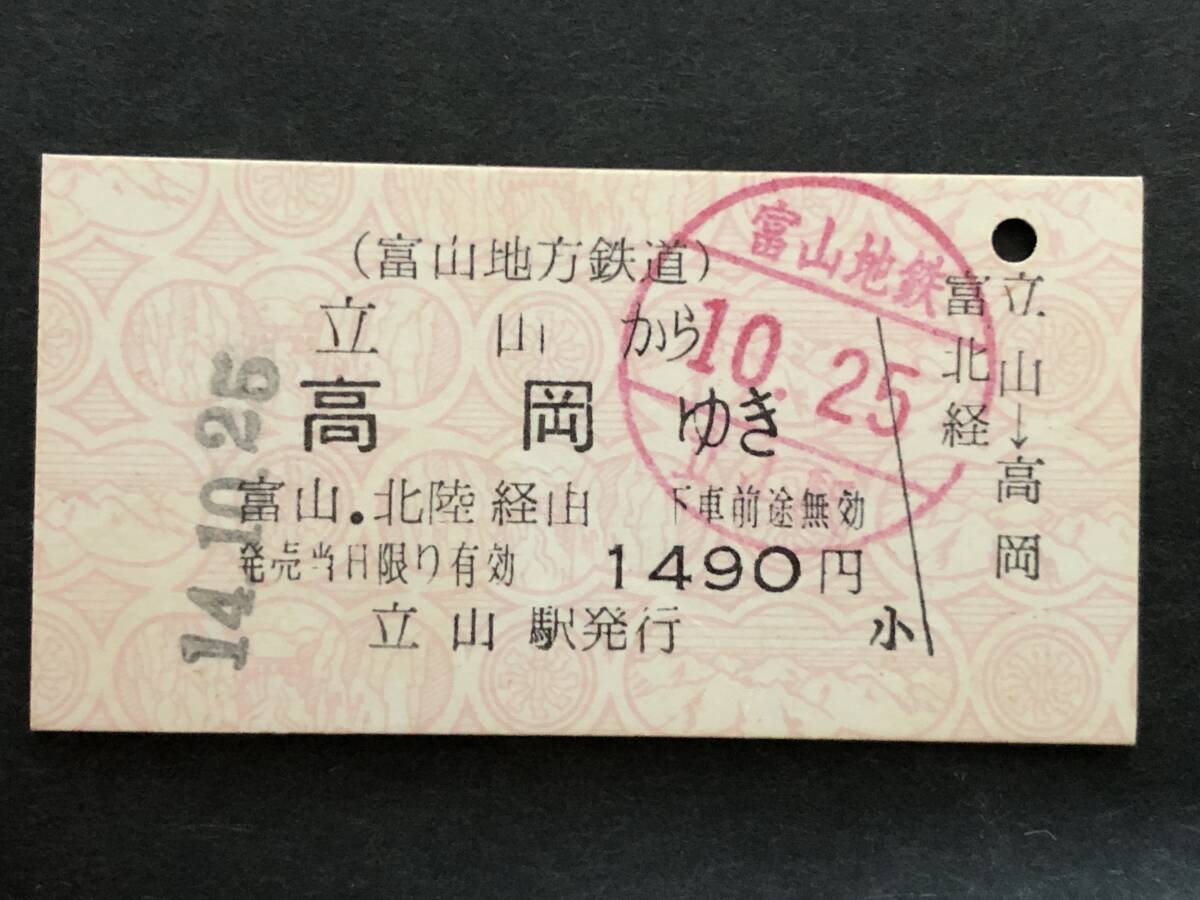 （富山地方鉄道）
立山から
高岡ゆき
富山.北陸経由 下車前途無効
発売当日限り有効 1490円
立山駅発行 小
14.10.25
富山地鉄
10.25
立山→高岡
富北経